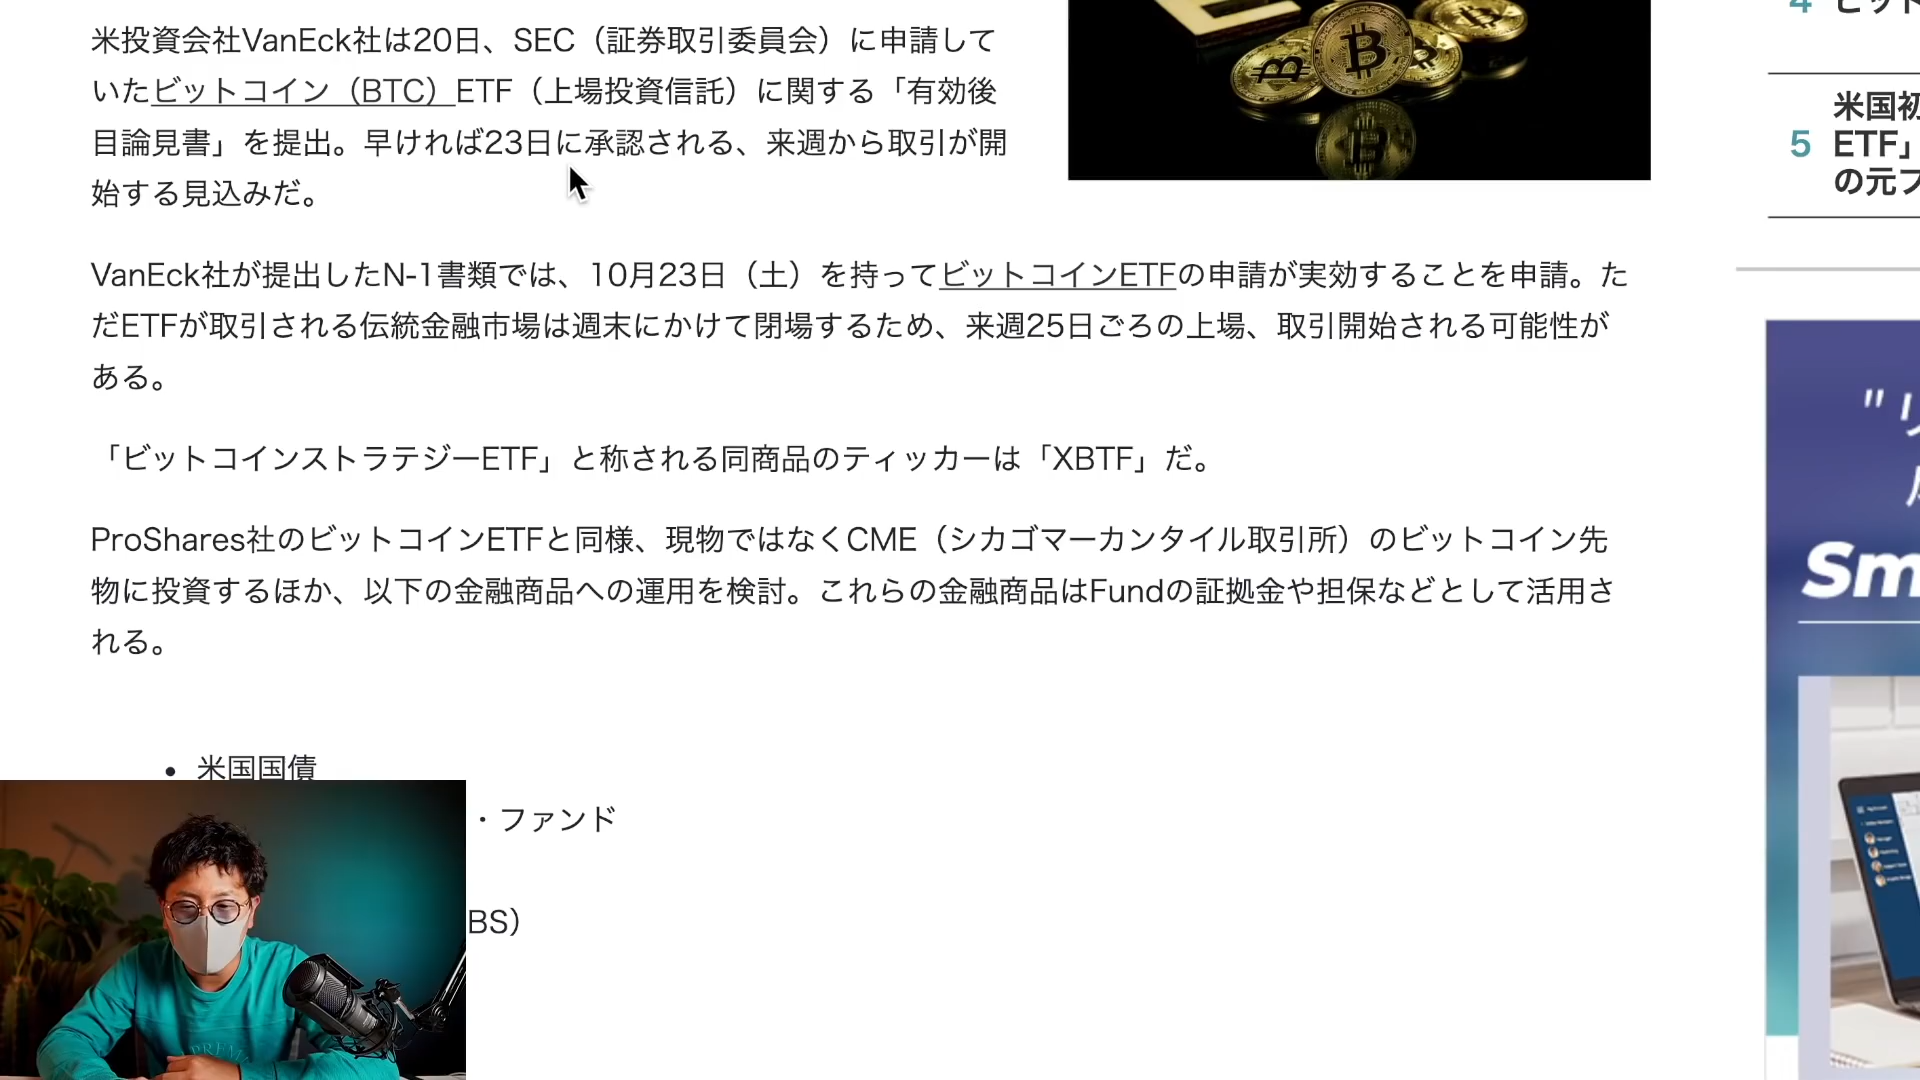 米投資会社VanEck社は20日、SEC（証券取引委員会）に申請して
いたビットコイン（BTC）ETF（上場投資信託）に関する「有効後
目論見書」を提出。早ければ23日に承認される、来週から取引が開
始する見込みだ。
VanEck社が提出したN-1書類では、10月23日（土）を持ってビットコインETFの申請が実効することを申請。た
だETFが取引される伝統金融市場は週末にかけて閉場するため、来週25日ごろの上場、取引開始される可能性が
ある。
「ビットコインストラテジーETF」と称される同商品のティッカーは「XBTF」だ。
ProShares社のビットコインETFと同様、現物ではなくCME（シカゴマーカンタイル取引所）のビットコイン先
物に投資するほか、以下の金融商品への運用を検討。これらの金融商品はFundの証拠金や担保などとして活用さ
れる。
• 米国国債
・ファンド
BS）
4 ビット
米国初
5 ETF」
の元フ
Sm